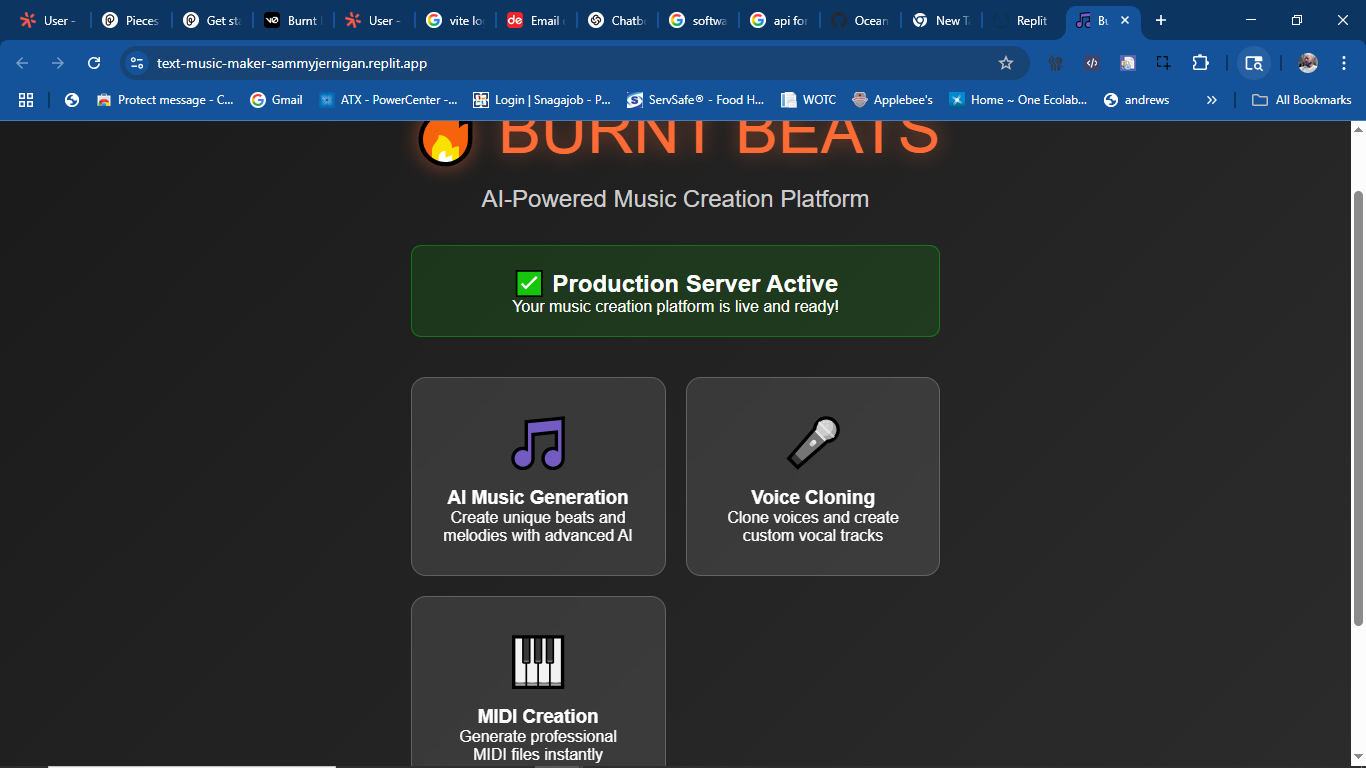 User -
Pieces
Get sta
Burnt
User -
vite lo
Email
Chatb
softwa
api for
Ocean
New T
Replit
Bu
text-music-maker-sammyjernigan.replit.app
Protect message - C...
Gmail
ATX - PowerCenter -...
Login | Snagajob - P...
ServSafe® - Food H...
WOTC
Applebee's
Home ~ One Ecolab...
andrews
»
All Bookmarks
BURNT BEATS
AI-Powered Music Creation Platform
Production Server Active
Your music creation platform is live and ready!
AI Music Generation
Create unique beats and
melodies with advanced AI
Voice Cloning
Clone voices and create
custom vocal tracks
MIDI Creation
Generate professional
MIDI files instantly